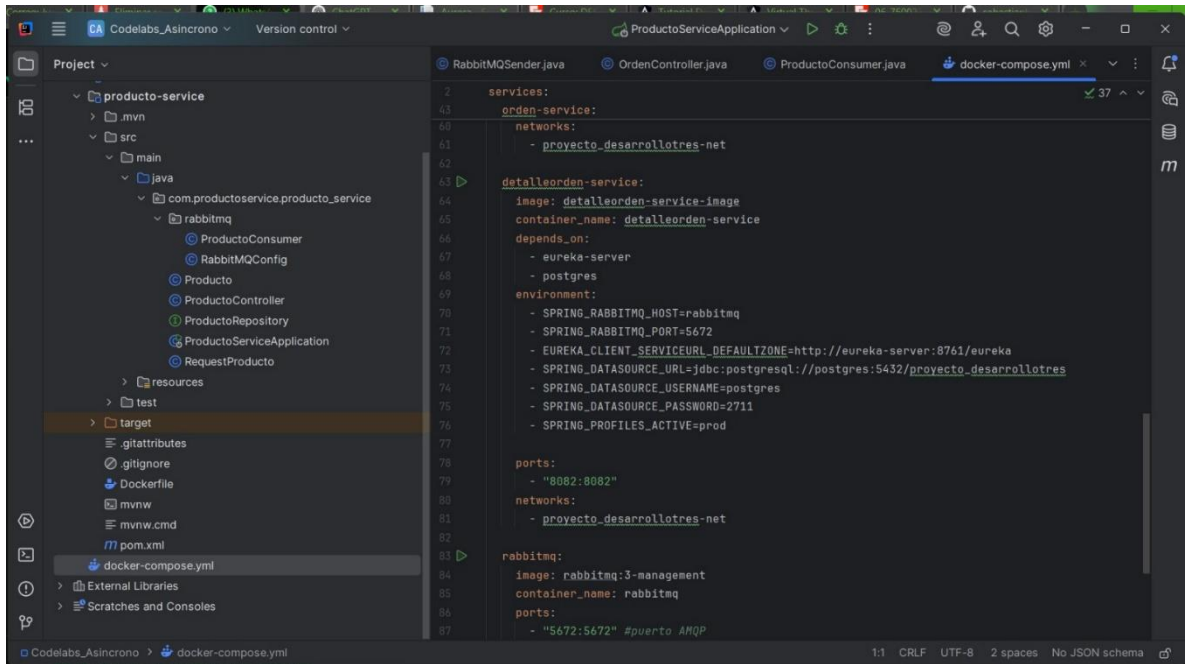 CA Codelabs_Asincrono Version control ProductoServiceApplication
Project
producto-service
.mvn
src
main
java
com.productoservice.producto_service
rabbitmq
ProductoConsumer
RabbitMQConfig
Producto
ProductoController
ProductoRepository
ProductoServiceApplication
RequestProducto
resources
test
target
.gitattributes
.gitignore
Dockerfile
mvnw
mvnw.cmd
pom.xml
docker-compose.yml
External Libraries
Scratches and Consoles
RabbitMQSender.java OrdenController.java ProductoConsumer.java docker-compose.yml
2 services: 37
43 orden-service:
60 networks:
61 - proyecto_desarrollotres-net
62
63 detalleorden-service:
64 image: detalleorden-service-image
65 container_name: detalleorden-service
66 depends_on:
67 - eureka-server
68 - postgres
69 environment:
70 - SPRING_RABBITMQ_HOST=rabbitmq
71 - SPRING_RABBITMQ_PORT=5672
72 - EUREKA_CLIENT_SERVICEURL_DEFAULTZONE=http://eureka-server:8761/eureka
73 - SPRING_DATASOURCE_URL=jdbc:postgresql://postgres:5432/proyecto_desarrollotres
74 - SPRING_DATASOURCE_USERNAME=postgres
75 - SPRING_DATASOURCE_PASSWORD=2711
76 - SPRING_PROFILES_ACTIVE=prod
77
78 ports:
79 - "8082:8082"
80 networks:
81 - proyecto_desarrollotres-net
82
83 rabbitmq:
84 image: rabbitmq:3-management
85 container_name: rabbitmq
86 ports:
87 - "5672:5672" #puerto AMQP
Codelabs_Asincrono > docker-compose.yml 1:1 CRLF UTF-8 2 spaces No JSON schema